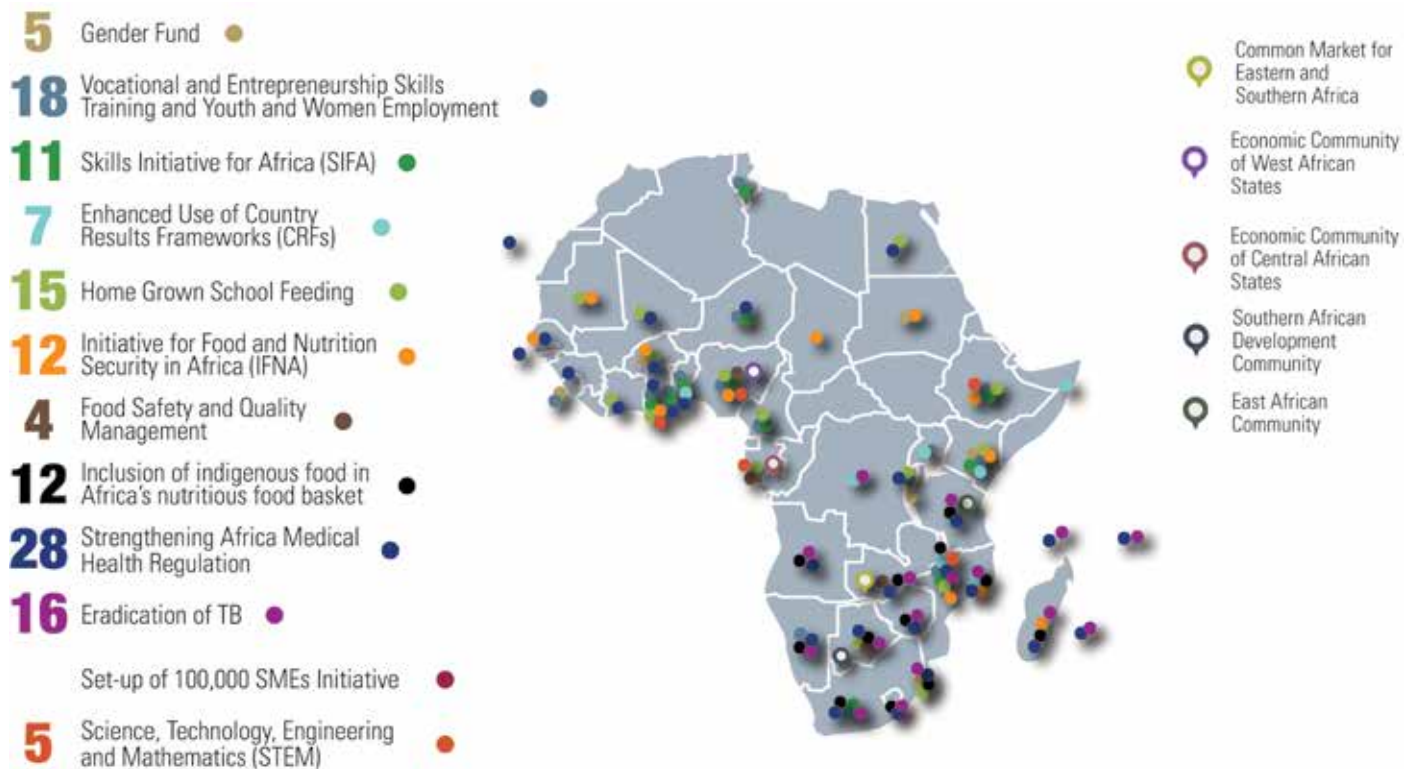 5 Gender Fund
18 Vocational and Entrepreneurship Skills
Training and Youth and Women Employment
11 Skills Initiative for Africa (SIFA)
7 Enhanced Use of Country
Results Frameworks (CRFs)
15 Home Grown School Feeding
12 Initiative for Food and Nutrition
Security in Africa (IFNA)
4 Food Safety and Quality
Management
12 Inclusion of indigenous food in
Africa's nutritious food basket
28 Strengthening Africa Medical
Health Regulation
16 Eradication of TB
Set-up of 100,000 SMEs Initiative
5 Science, Technology, Engineering
and Mathematics (STEM)
Common Market for
Eastern and
Southern Africa
Economic Community
of West African
States
Economic Community
of Central African
States
Southern African
Development
Community
East African
Community